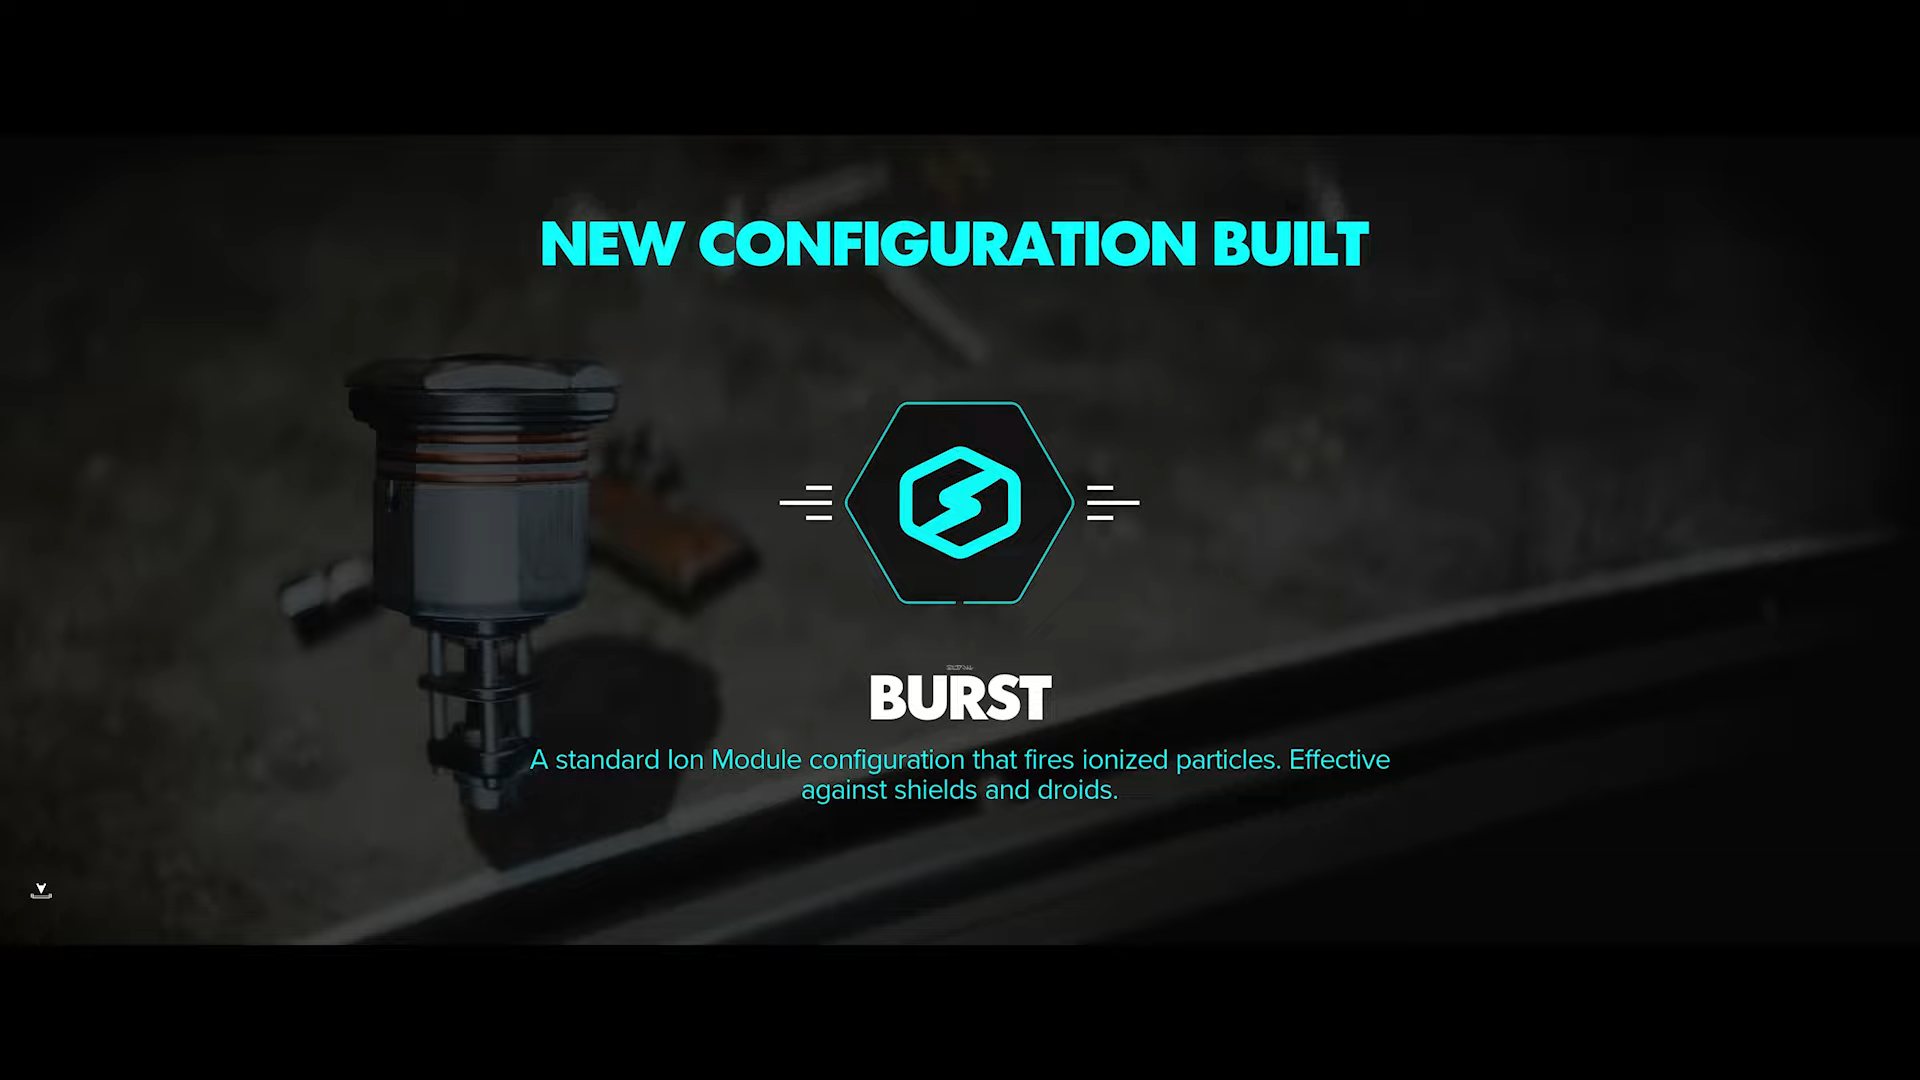 NEW CONFIGURATION BUILT
BURST
A standard Ion Module configuration that fires ionized particles. Effective
against shields and droids.